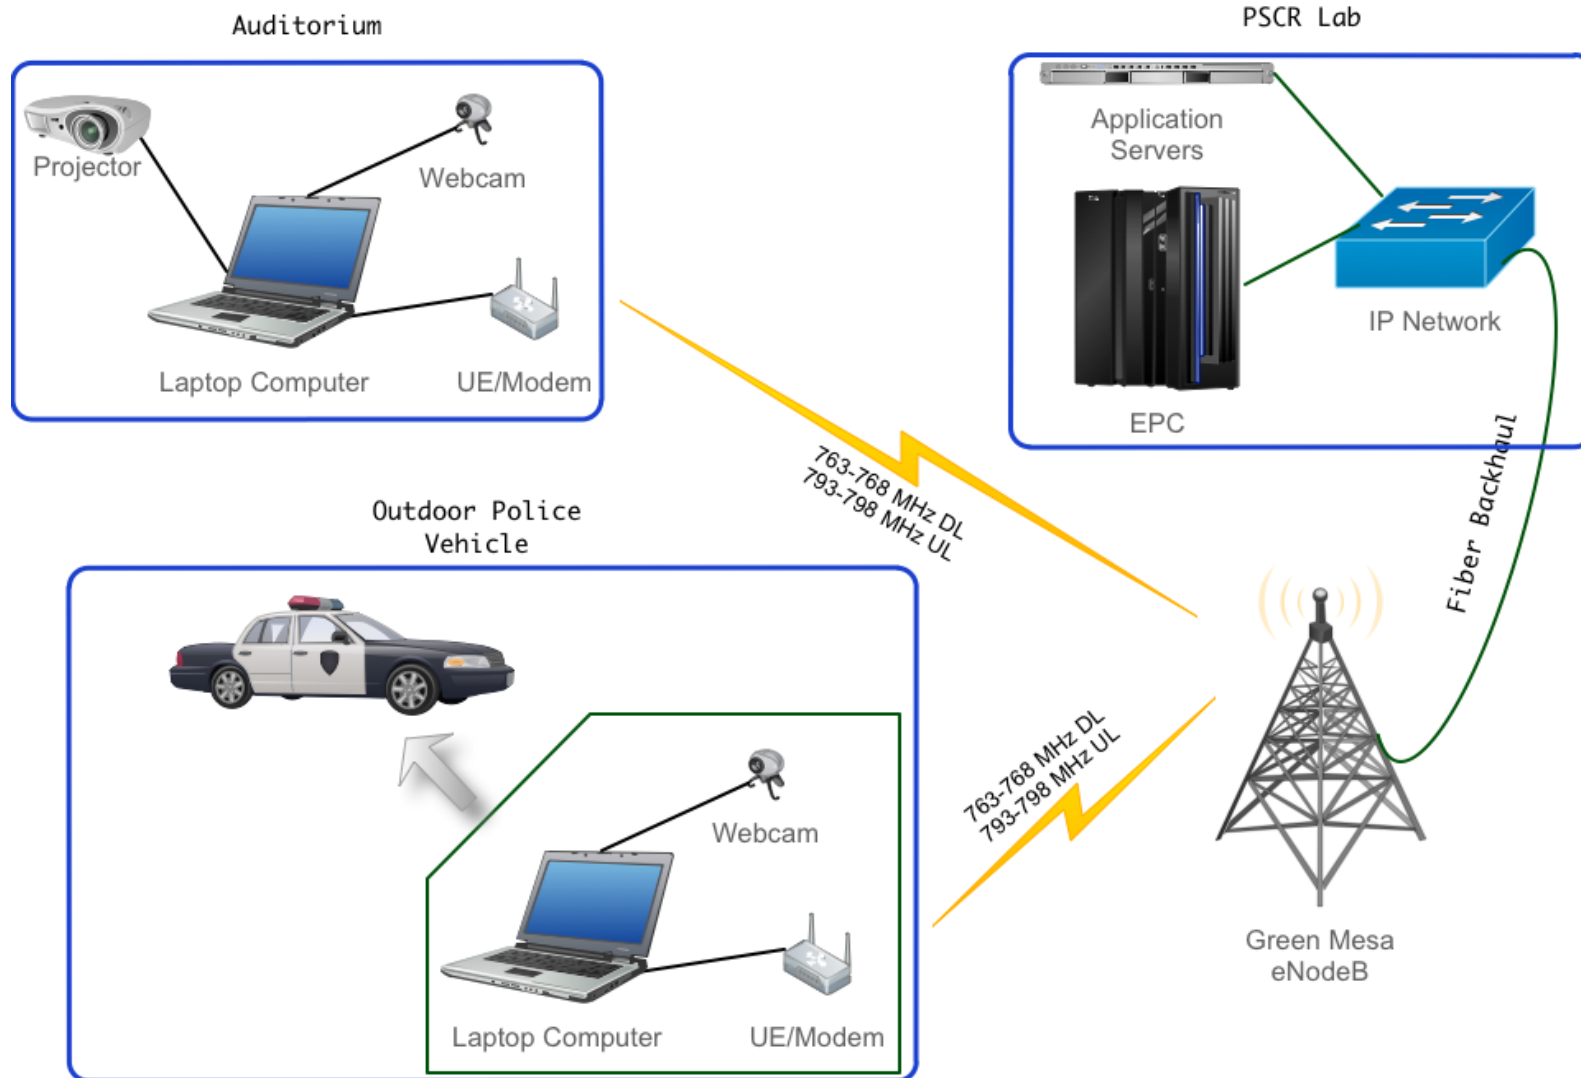 Auditorium
PSCR Lab
Projector
Webcam
Laptop Computer
UE/Modem
Application
Servers
IP Network
EPC
763-768 MHz DL
793-798 MHz UL
Fiber Backhaul
Outdoor Police
Vehicle
763-768 MHz DL
793-798 MHz UL
Webcam
Laptop Computer
UE/Modem
Green Mesa
eNodeB